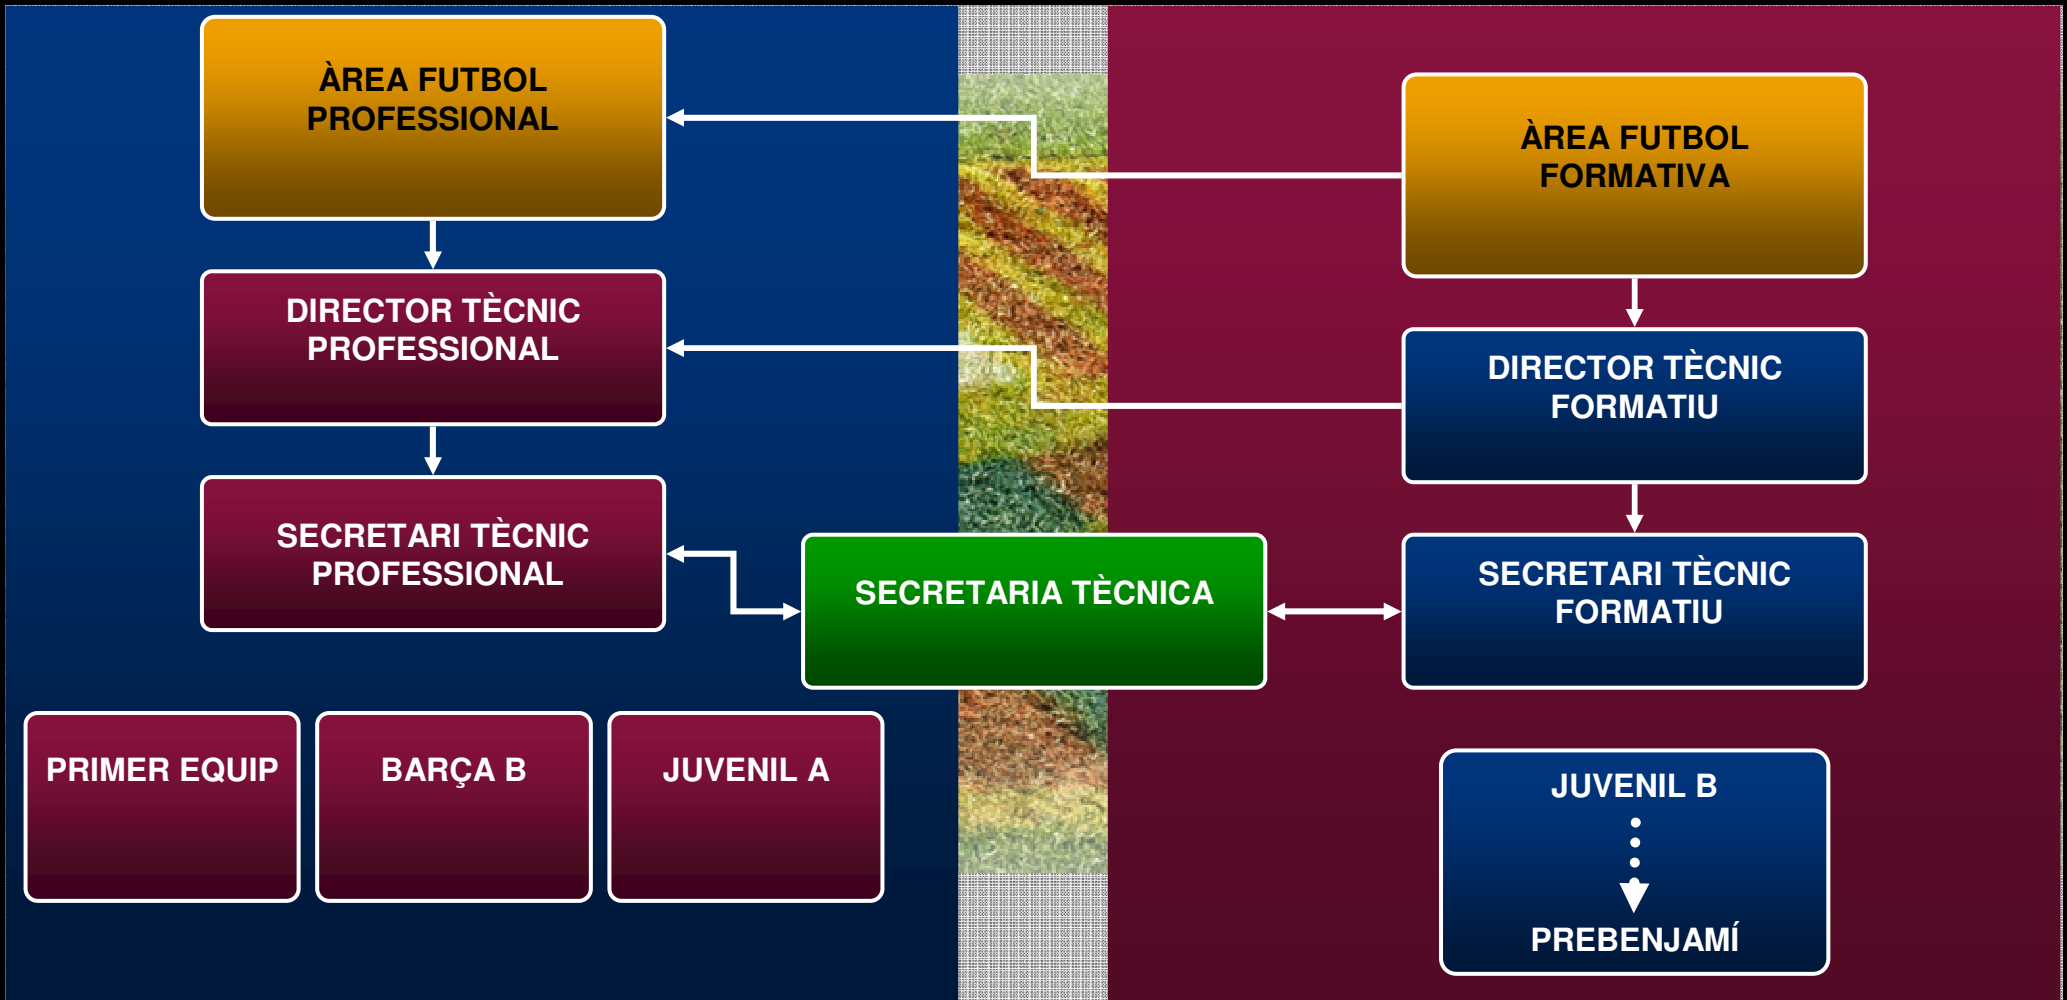 ÀREA FUTBOL
PROFESSIONAL
DIRECTOR TÈCNIC
PROFESSIONAL
SECRETARI TÈCNIC
PROFESSIONAL
PRIMER EQUIP
BARÇA B
JUVENIL A
SECRETARIA TÈCNICA
ÀREA FUTBOL
FORMATIVA
DIRECTOR TÈCNIC
FORMATIU
SECRETARI TÈCNIC
FORMATIU
JUVENIL B
PREBENJAMÍ